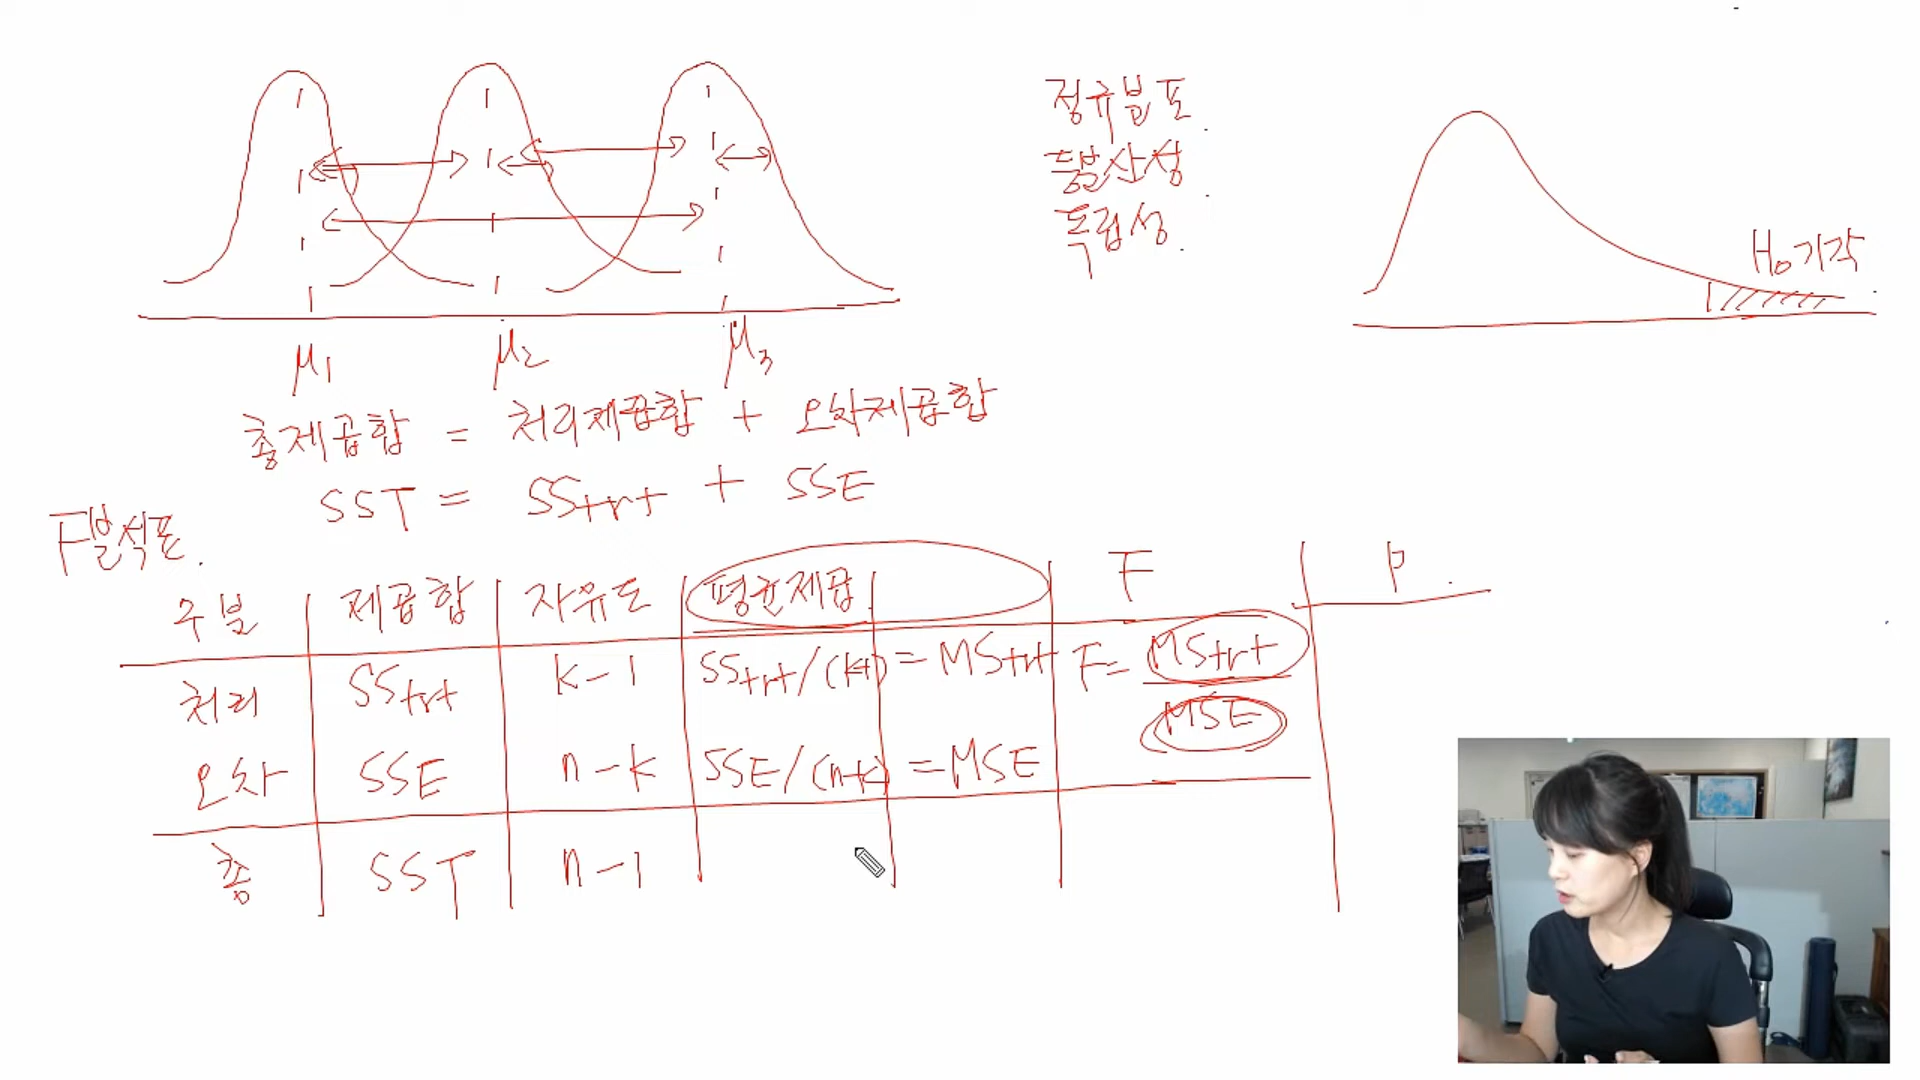 정규분포
등분산성
독립성
H₀ 기각
μ₁ μ₂ μ₃
총제곱합 = 처리제곱합 + 오차제곱합
SST = SStrt + SSE
F분석표
구분 제곱합 자유도 평균제곱 F P
처리 SStrt k-1 SStrt/(k-1) = MStrt F= MStrt/MSE
오차 SSE n-k SSE/(n-k) = MSE
총 SST n-1